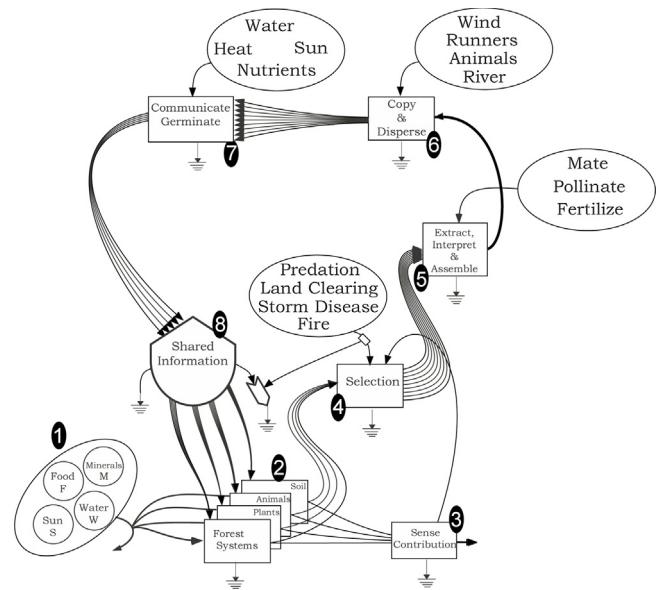 Water
Heat Sun
Nutrients
Wind
Runners
Animals
River
Communicate
Germinate
7
Copy
&
Disperse
6
Mate
Pollinate
Fertilize
Extract,
Interpret
&
Assemble
5
Predation
Land Clearing
Storm Disease
Fire
8
Shared
Information
Selection
4
1
Food
F
Minerals
M
Sun
S
Water
W
2
Soil
Animals
Plants
Forest
Systems
3
Sense
Contribution